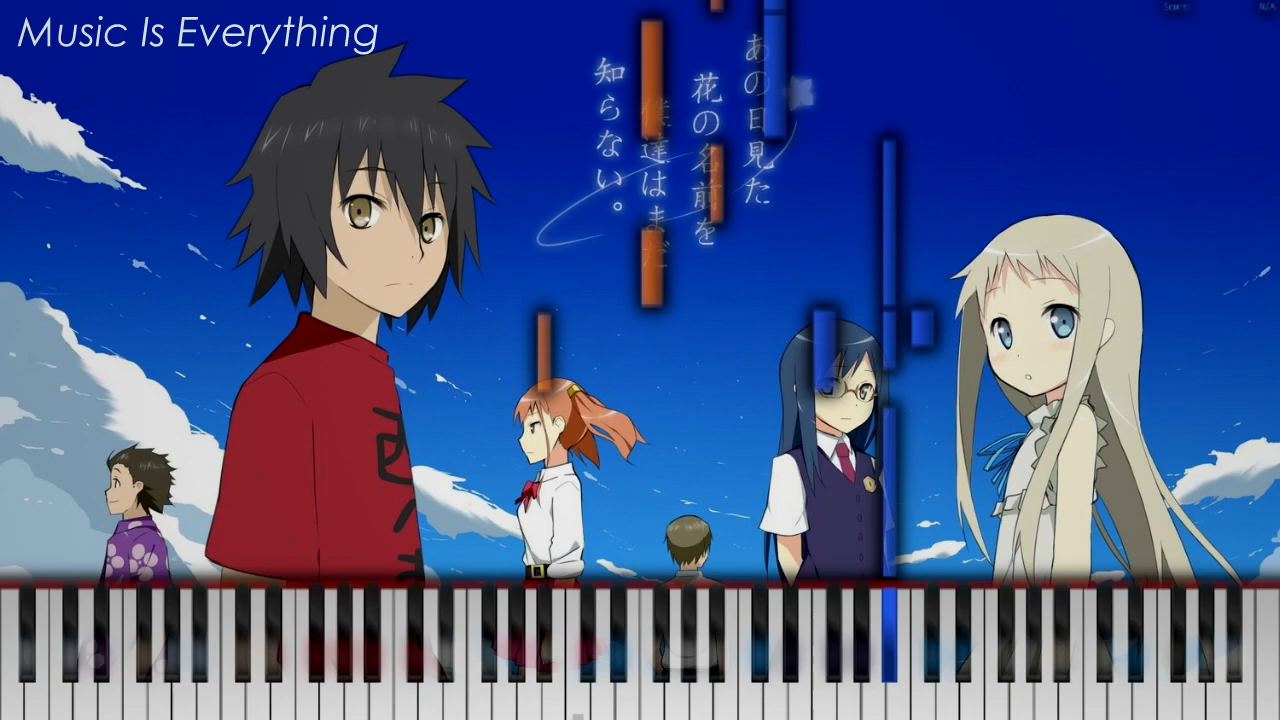 Music Is Everything
Score:
N/A
あの日見た
花の名前を
僕達はまだ
知らない。